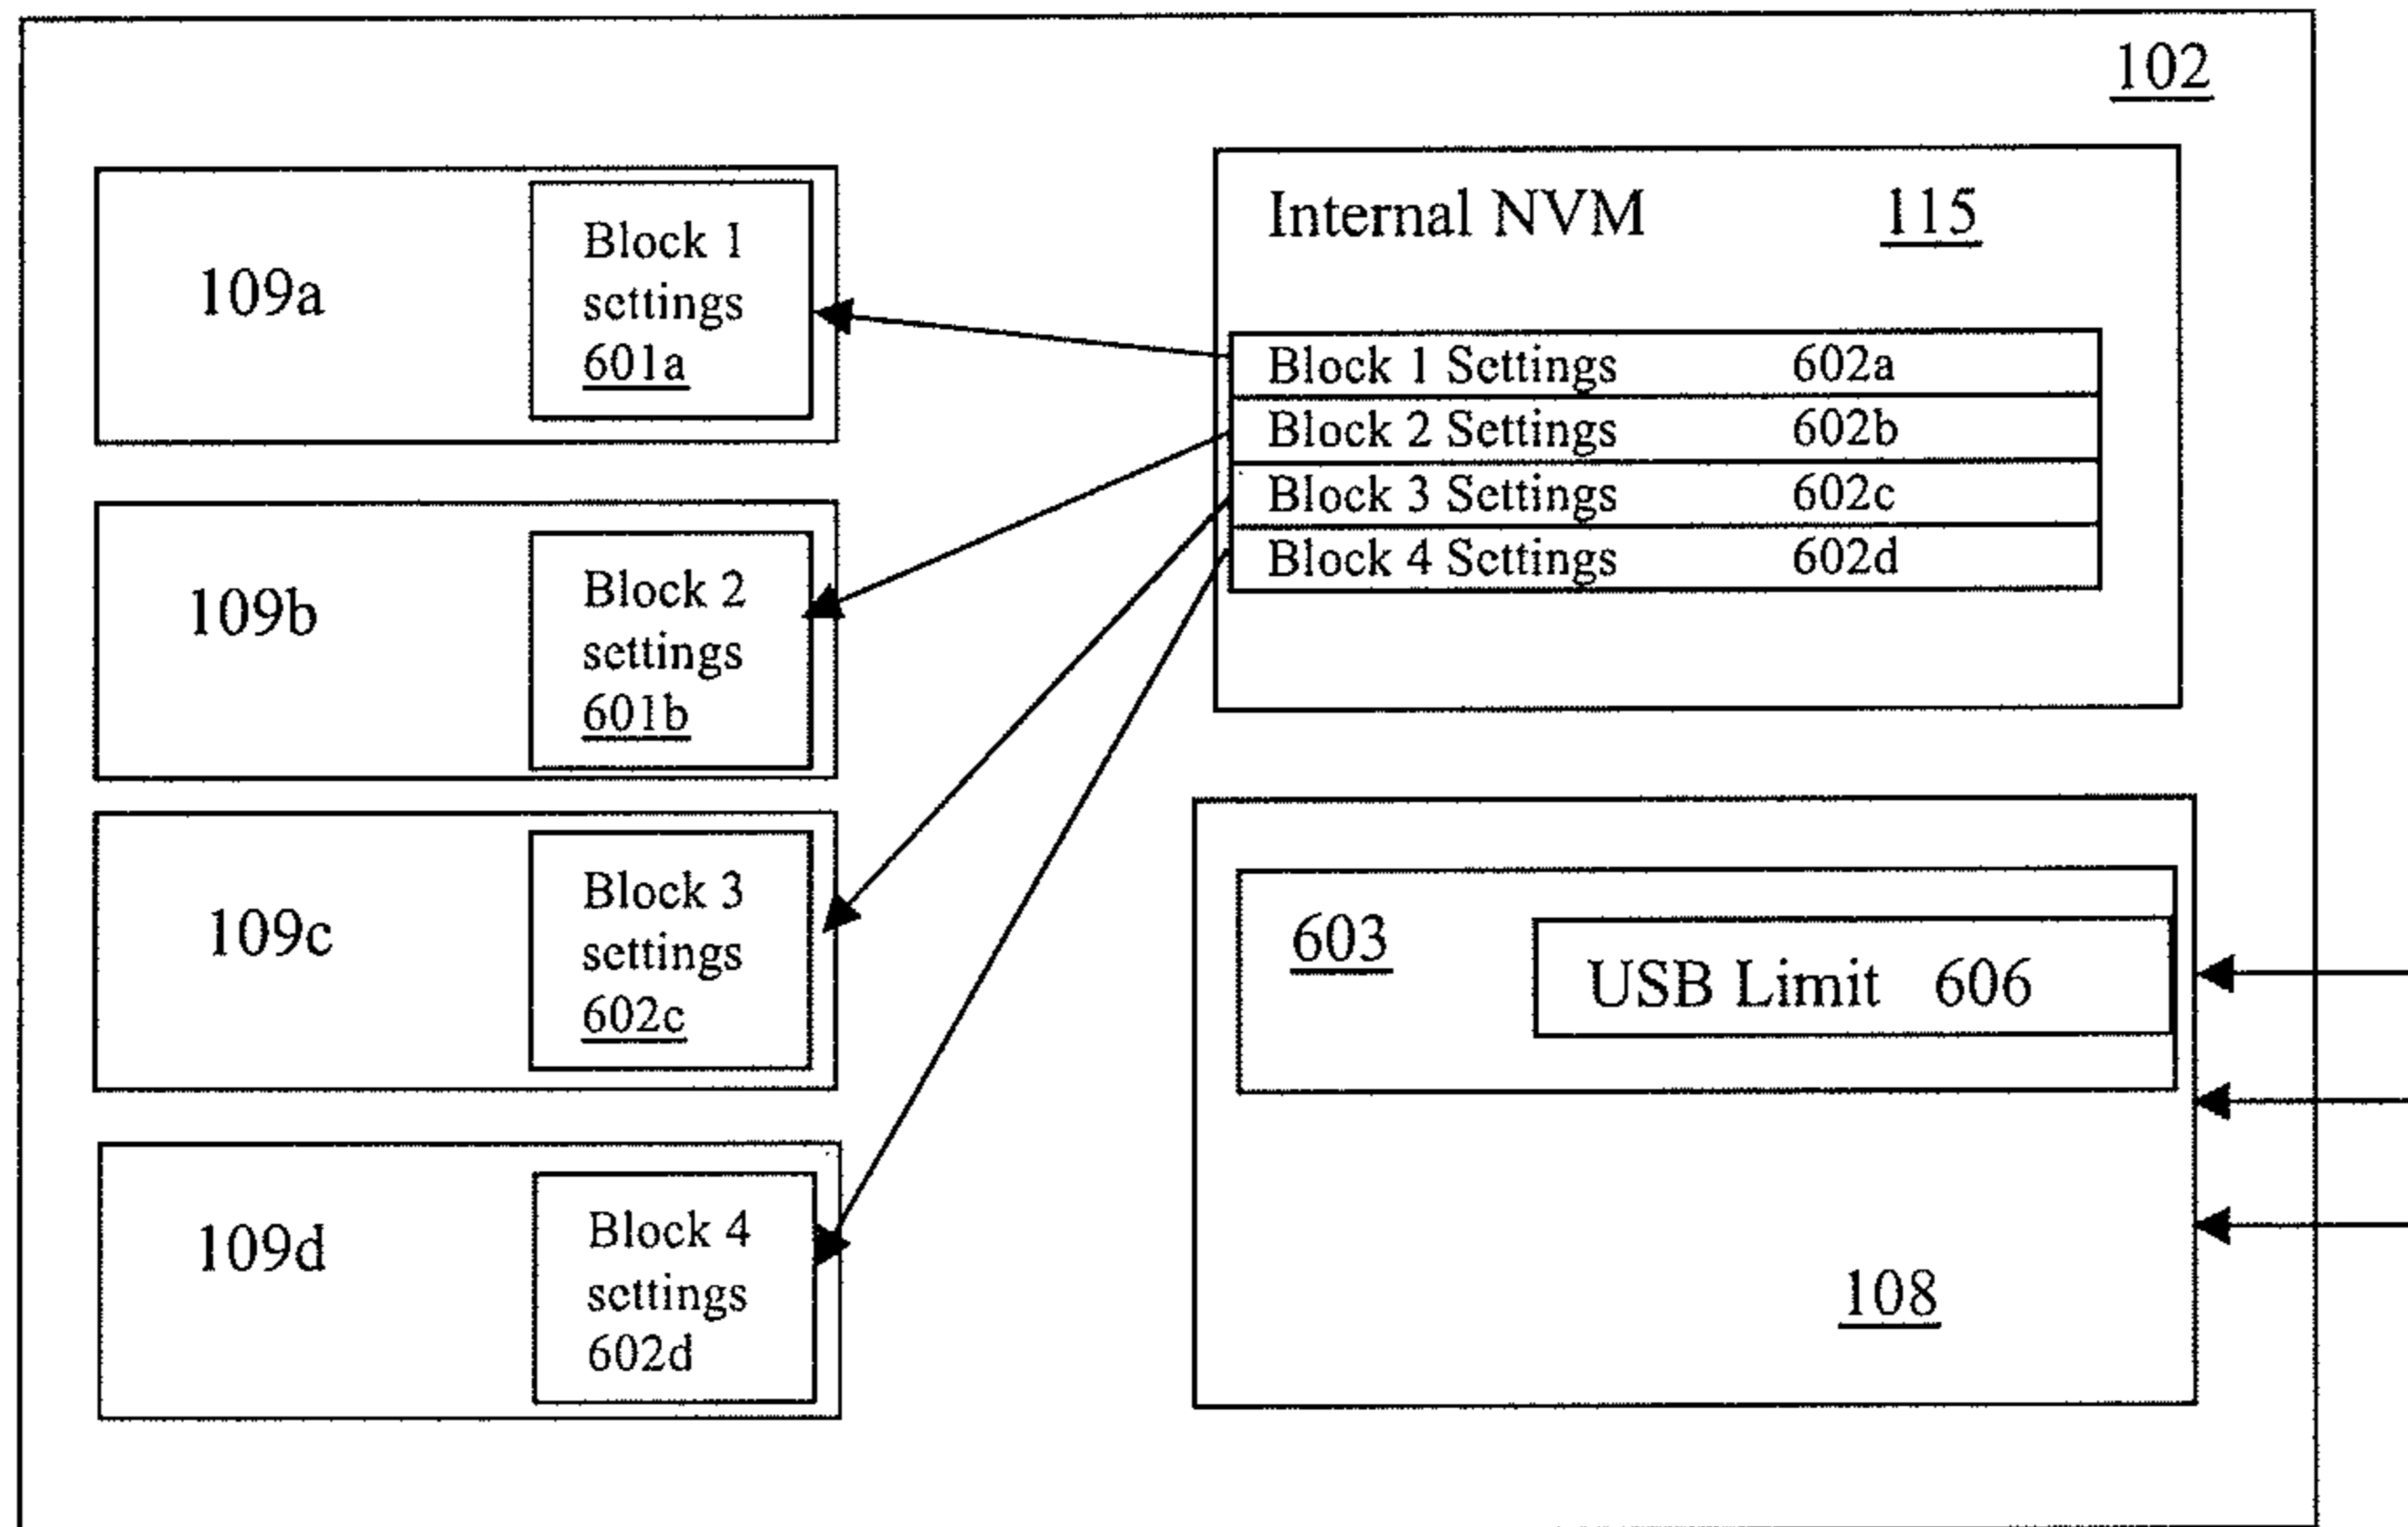 102
109a
Block 1
settings
601a
109b
Block 2
settings
601b
109c
Block 3
settings
602c
109d
Block 4
settings
602d
Internal NVM 115
Block 1 Settings 602a
Block 2 Settings 602b
Block 3 Settings 602c
Block 4 Settings 602d
603
USB Limit 606
108